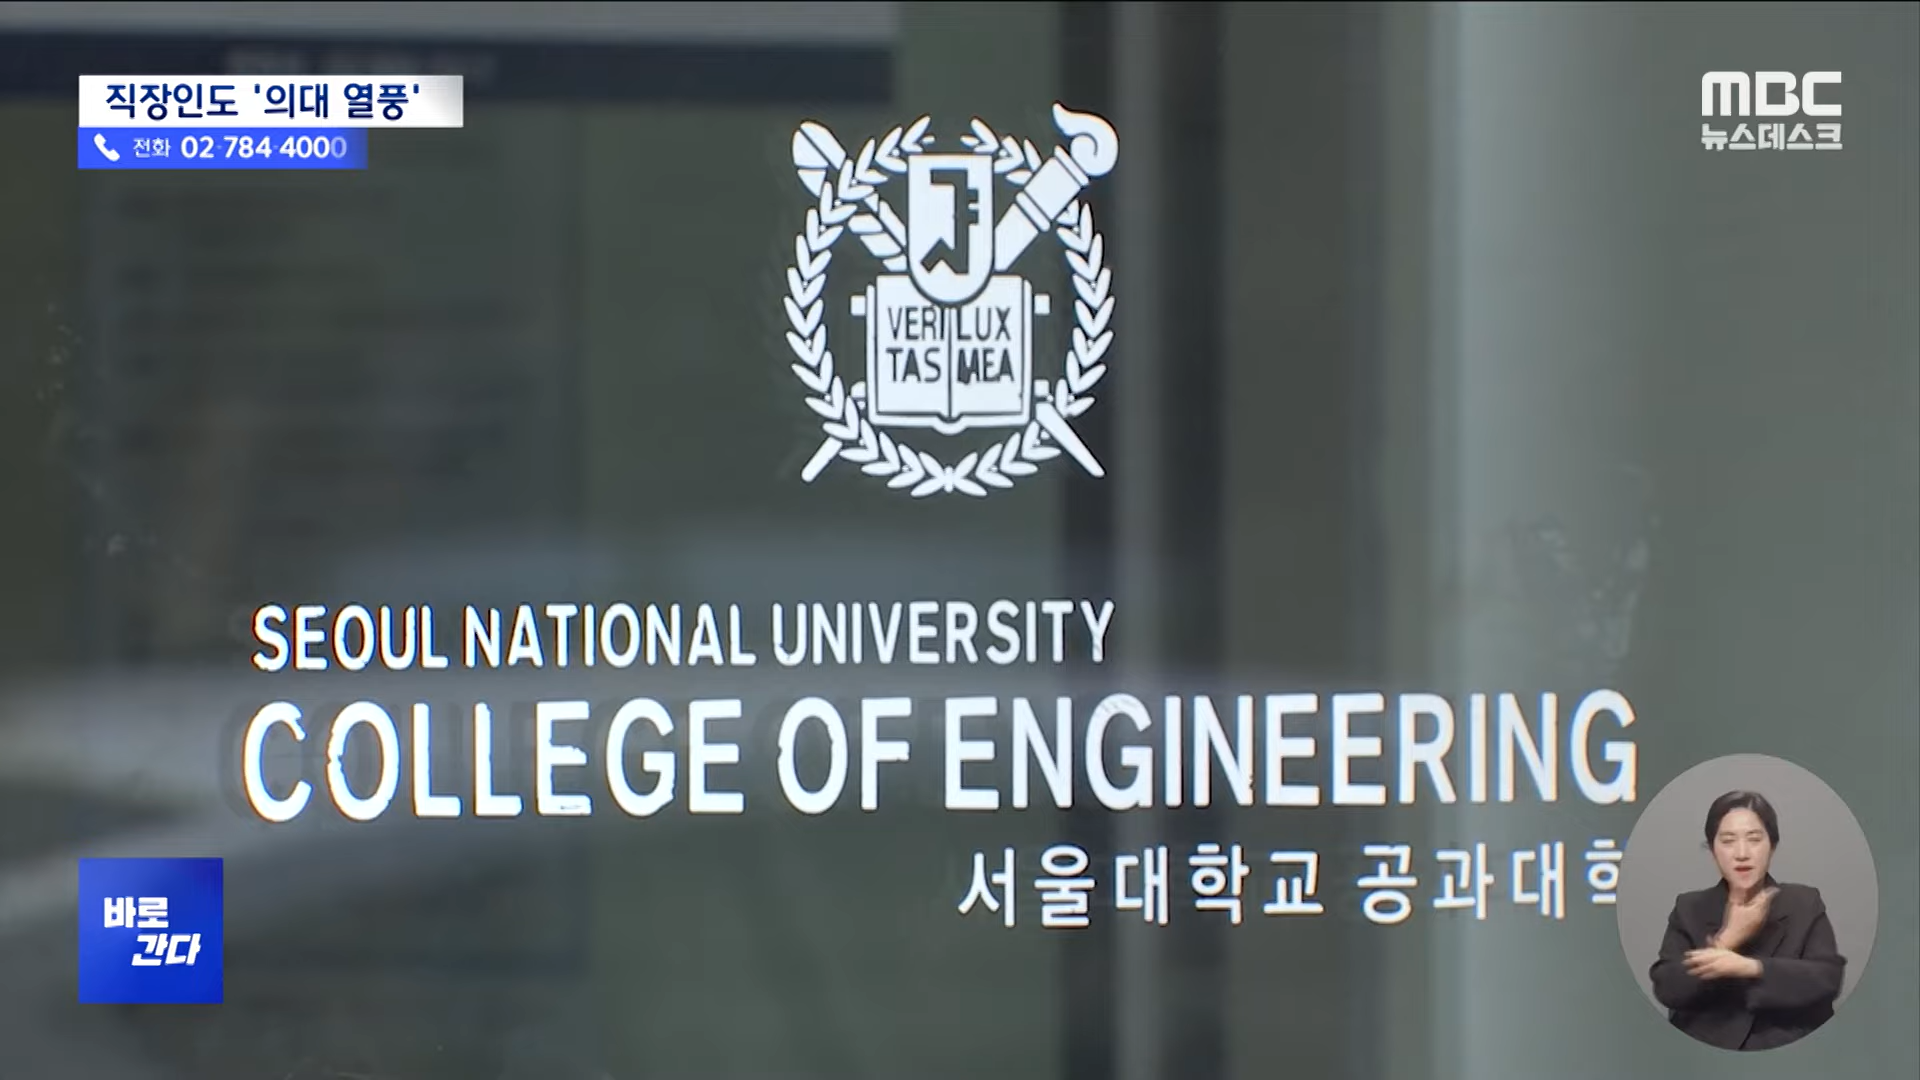 직장인도 '의대 열풍'
전화 02-784-4000
MBC
뉴스데스크
VERI LUX
TAS MEA
SEOUL NATIONAL UNIVERSITY
COLLEGE OF ENGINEERING
서울대학교 공과대학
바로
간다